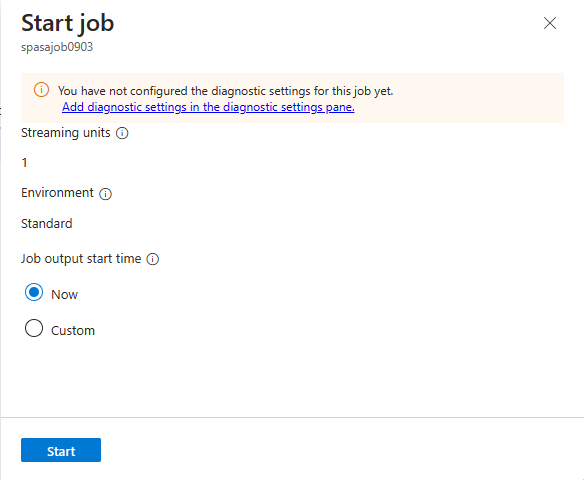 Start job
spasajob0903
You have not configured the diagnostic settings for this job yet.
Add diagnostic settings in the diagnostic settings pane.
Streaming units
1
Environment
Standard
Job output start time
Now
Custom
Start